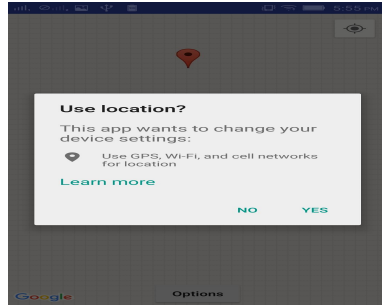 5:55 PM
Use location?
This app wants to change your
device settings:
Use GPS, Wi-Fi, and cell networks
for location
Learn more
NO YES
Google
Options